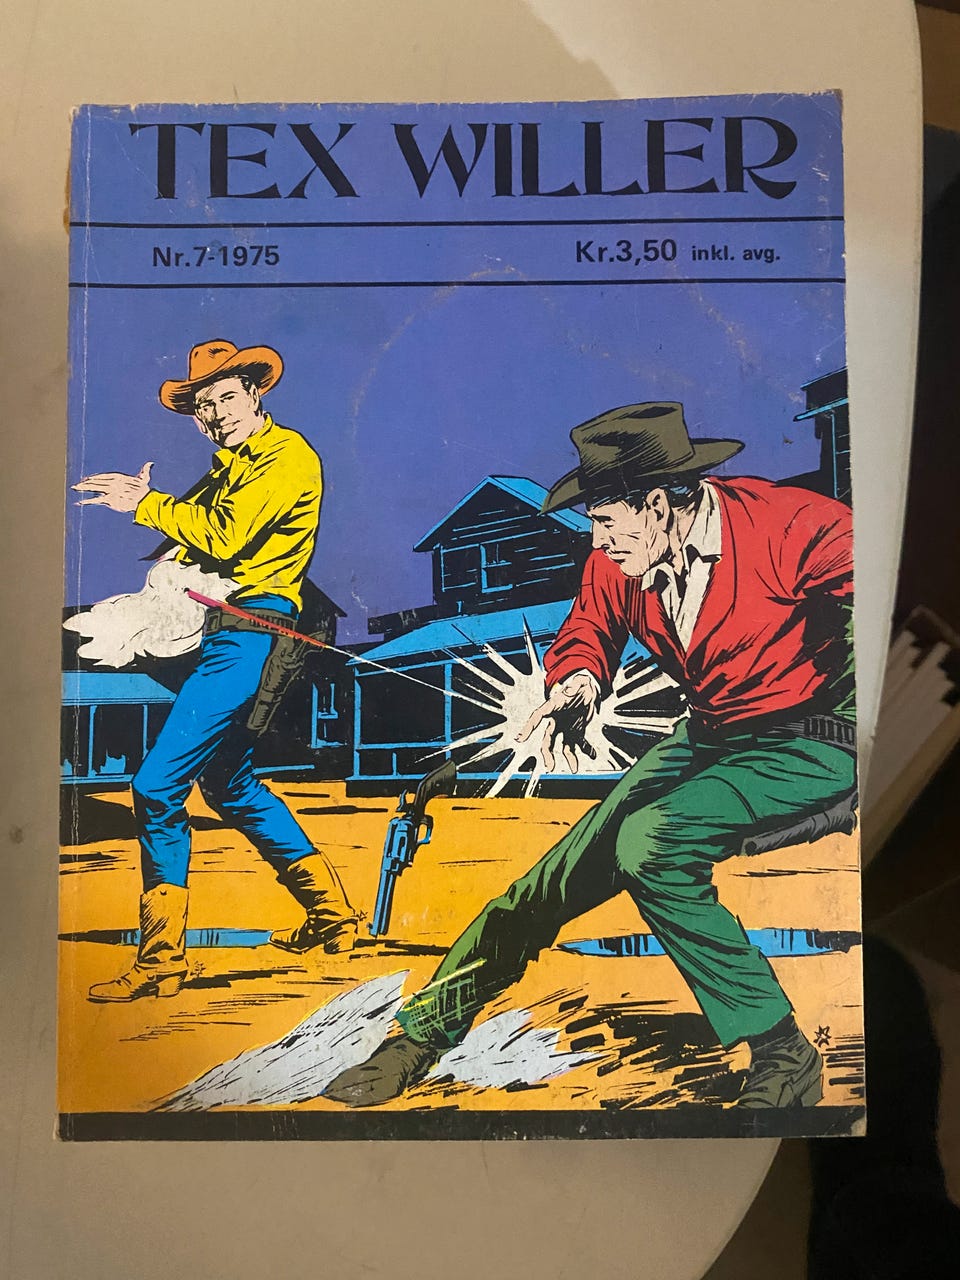 TEX WILLER
Nr.7-1975
Kr.3,50 inkl. avg.